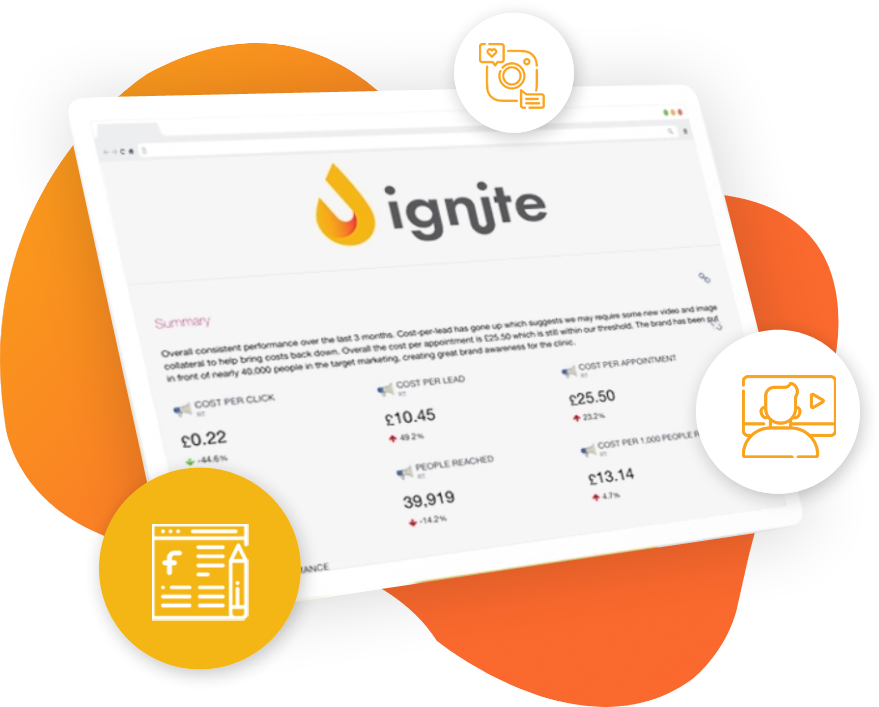 ignite
Summary
Overall consistent performance over the last 3 months. Cost-per-lead has gone up which suggests we may require some new video and image
collateral to help bring costs back down. Overall the cost per appointment is £25.50 which is still within our threshold. The brand has been put
in front of nearly 40,000 people in the target marketing, creating great brand awareness for the clinic.
COST PER CLICK
£0.22
-44.6%
COST PER LEAD
£10.45
49.2%
COST PER APPOINTMENT
£25.50
23.2%
PEOPLE REACHED
39,919
-14.2%
COST PER 1,000 PEOPLE
£13.14
4.7%
f